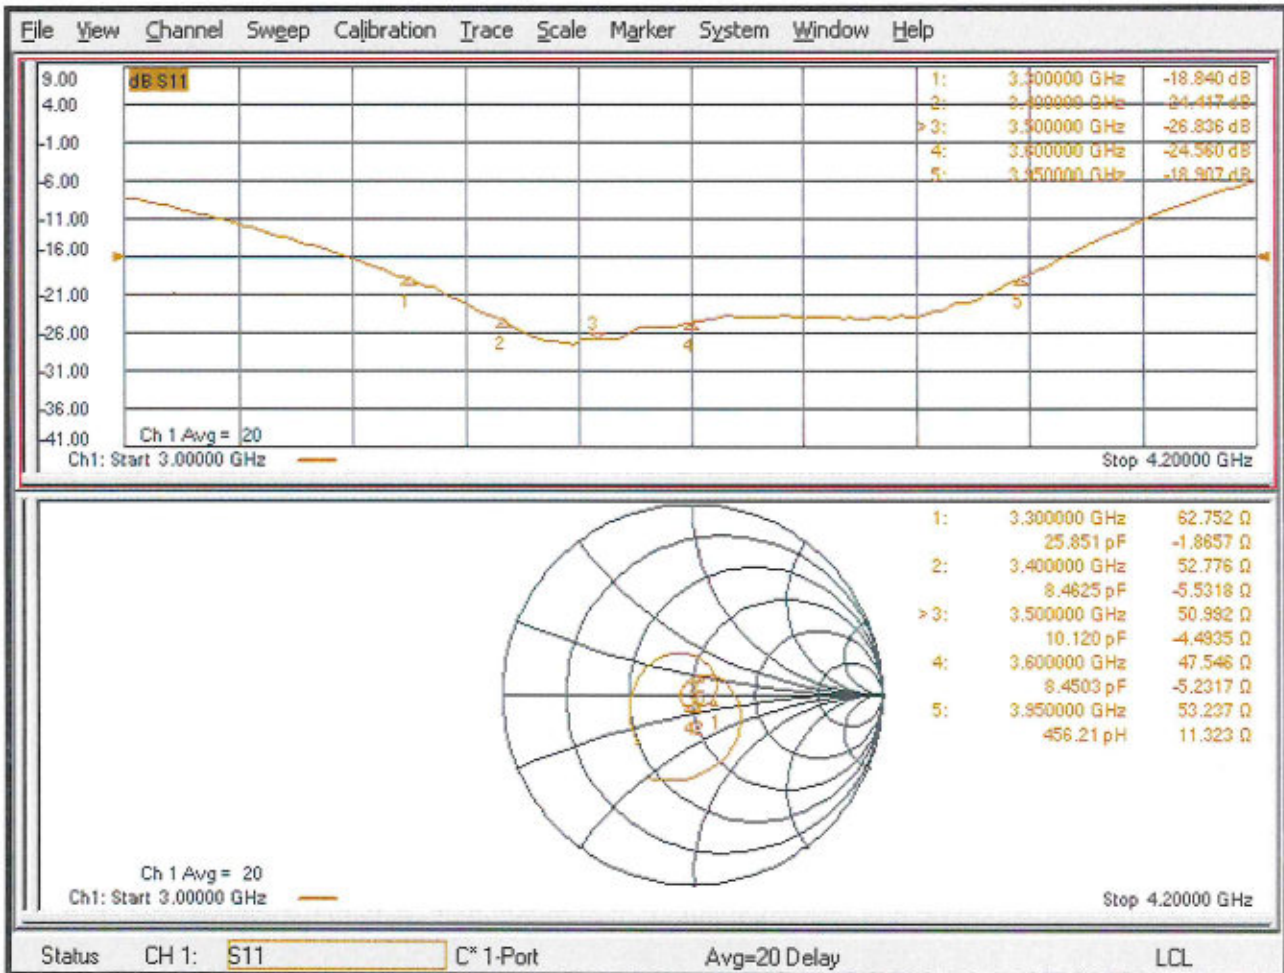 File View Channel Sweep Calibration Trace Scale Marker System Window Help
9.00
dB S11
4.00
-1.00
-6.00
-11.00
-16.00
-21.00
-26.00
-31.00
-36.00
-41.00
1: 3.300000 GHz -18.840 dB
2: 3.400000 GHz -24.417 dB
> 3: 3.500000 GHz -26.836 dB
4: 3.600000 GHz -24.560 dB
5: 3.950000 GHz -18.907 dB
1
2
3
4
5
Ch 1 Avg = 20
Ch1: Start 3.00000 GHz
Stop 4.20000 GHz
1: 3.300000 GHz 62.752 Ω
25.851 pF -1.8657 Ω
2: 3.400000 GHz 52.776 Ω
8.4625 pF -5.5318 Ω
> 3: 3.500000 GHz 50.992 Ω
10.120 pF -4.4935 Ω
4: 3.600000 GHz 47.546 Ω
8.4503 pF -5.2317 Ω
5: 3.950000 GHz 53.237 Ω
456.21 pH 11.323 Ω
1
Ch 1 Avg = 20
Ch1: Start 3.00000 GHz
Stop 4.20000 GHz
Status CH 1: S11 C* 1-Port Avg=20 Delay LCL